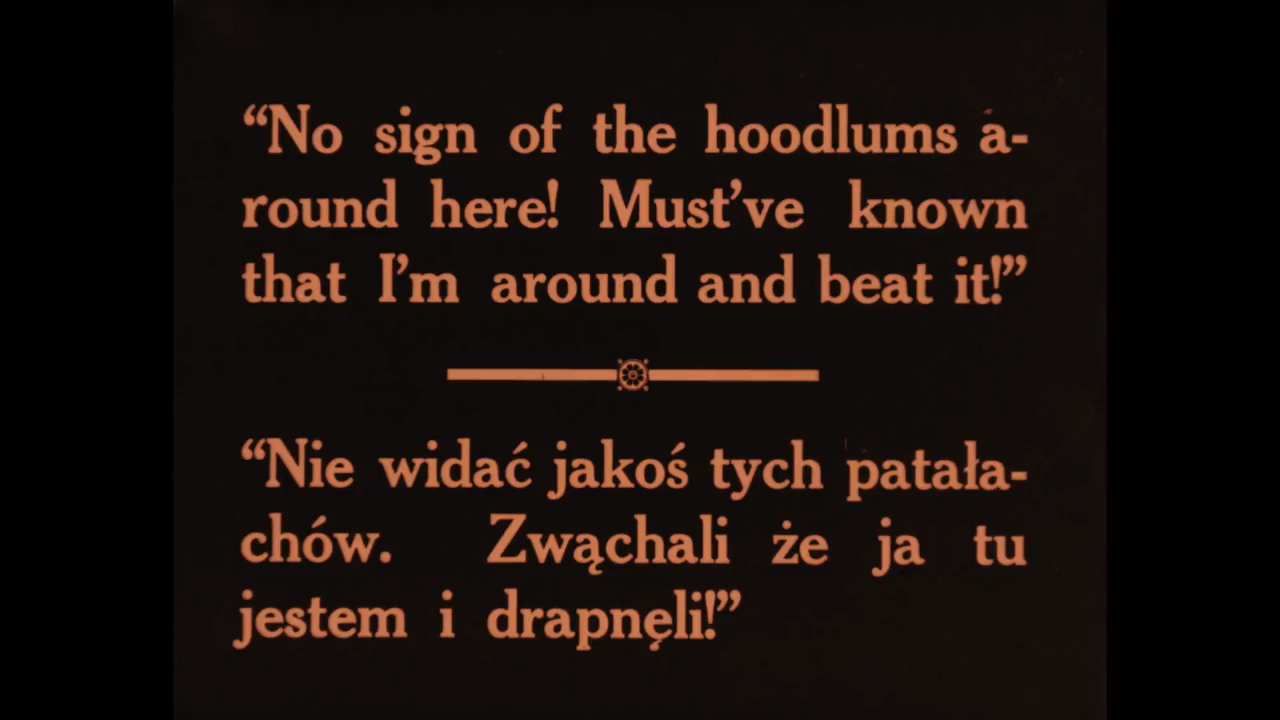 “No sign of the hoodlums a-
round here! Must’ve known
that I’m around and beat it!”
“Nie widać jakoś tych patała-
chów. Zwąchali że ja tu
jestem i drapnęli!”